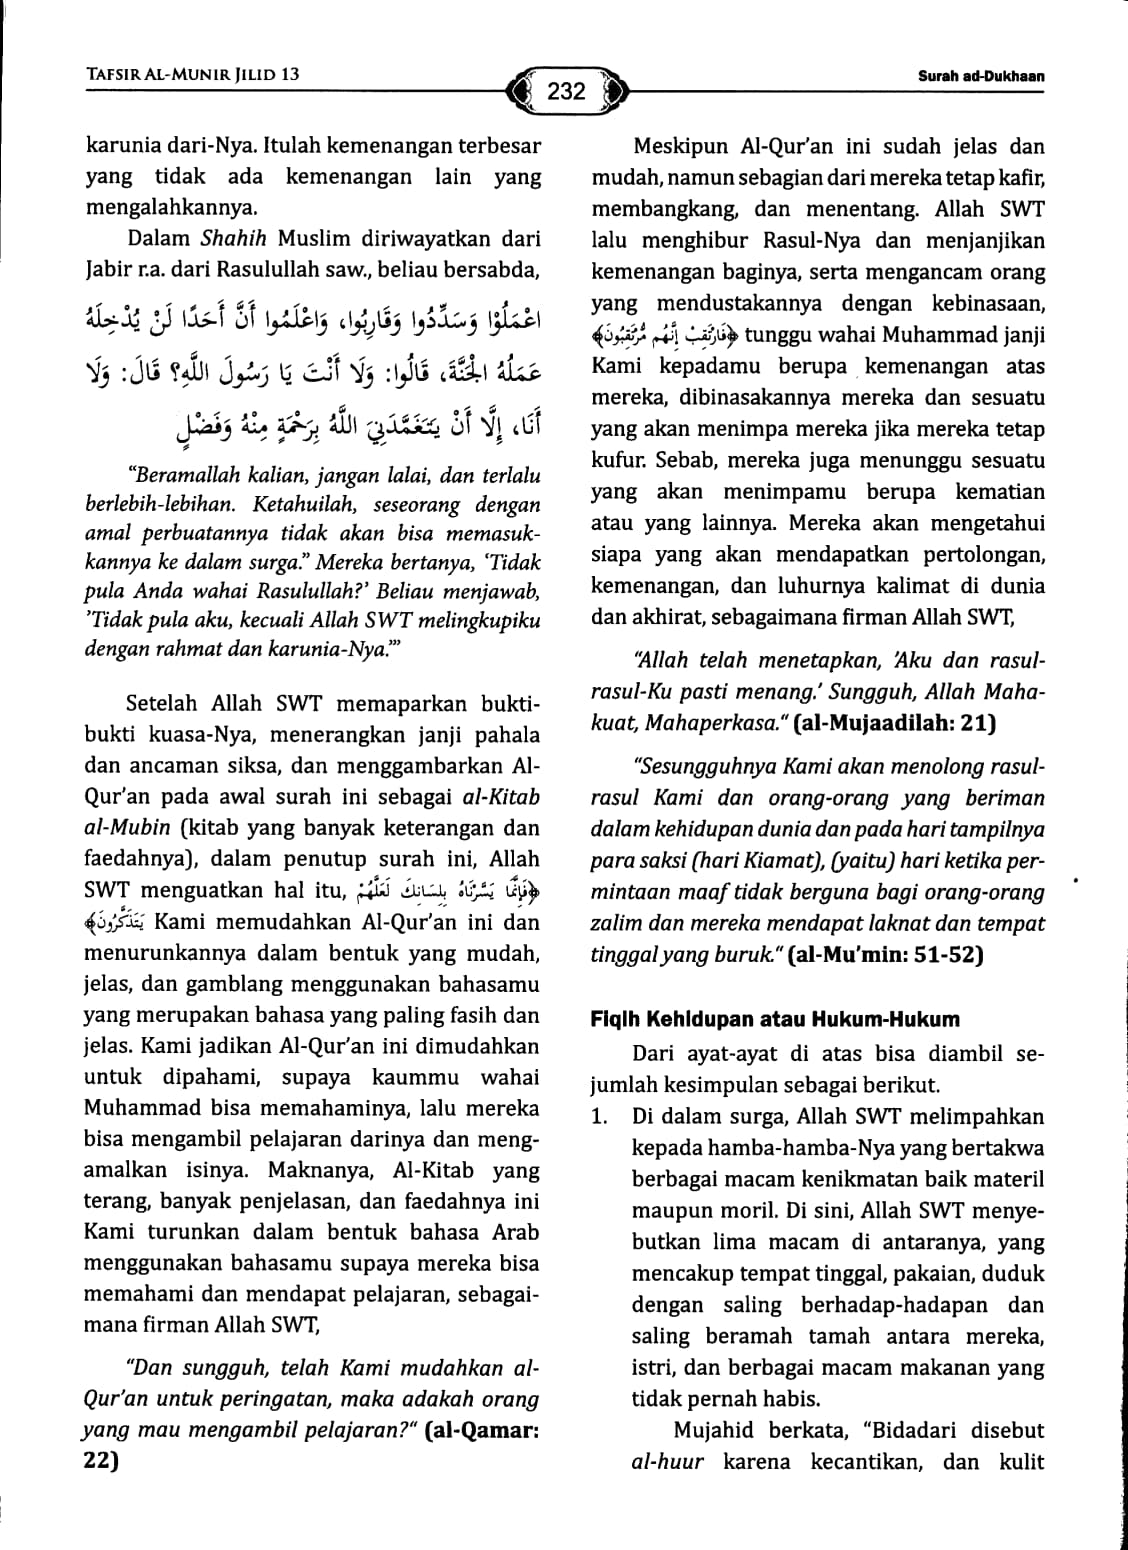 TAFSIR AL-MUNIR JILID 13
232
Surah ad-Dukhaan
karunia dari-Nya. Itulah kemenangan terbesar
yang tidak ada kemenangan lain yang
mengalahkannya.
Dalam Shahih Muslim diriwayatkan dari
Jabir r.a. dari Rasulullah saw., beliau bersabda,
اعْمَلُوْا وَسَدِّدُوا وَقَارِبُوا، وَاعْلَمُوا أَنَّ أَحَدًا لَنْ يُدْخِلَهُ
عَمَلُهُ الْجَنَّةَ، قَالُوا: وَلَا أَنْتَ يَا رَسُولَ اللَّهِ؟ قَالَ: وَلَا
أَنَا، إِلَّا أَنْ يَتَغَمَّدَنِيَ اللَّهُ بِرَحْمَةٍ مِنْهُ وَفَضْلٍ
“Beramallah kalian, jangan lalai, dan terlalu
berlebih-lebihan. Ketahuilah, seseorang dengan
amal perbuatannya tidak akan bisa memasuk-
kannya ke dalam surga.” Mereka bertanya, ‘Tidak
pula Anda wahai Rasulullah?’ Beliau menjawab,
’Tidak pula aku, kecuali Allah SWT melingkupiku
dengan rahmat dan karunia-Nya.’”
Setelah Allah SWT memaparkan bukti-
bukti kuasa-Nya, menerangkan janji pahala
dan ancaman siksa, dan menggambarkan Al-
Qur’an pada awal surah ini sebagai al-Kitab
al-Mubin (kitab yang banyak keterangan dan
faedahnya), dalam penutup surah ini, Allah
SWT menguatkan hal itu, ﴿فَإِنَّمَا يَسَّرْنَاهُ بِلِسَانِكَ لَعَلَّهُمْ
يَتَذَكَّرُونَ﴾ Kami memudahkan Al-Qur’an ini dan
menurunkannya dalam bentuk yang mudah,
jelas, dan gamblang menggunakan bahasamu
yang merupakan bahasa yang paling fasih dan
jelas. Kami jadikan Al-Qur’an ini dimudahkan
untuk dipahami, supaya kaummu wahai
Muhammad bisa memahaminya, lalu mereka
bisa mengambil pelajaran darinya dan meng-
amalkan isinya. Maknanya, Al-Kitab yang
terang, banyak penjelasan, dan faedahnya ini
Kami turunkan dalam bentuk bahasa Arab
menggunakan bahasamu supaya mereka bisa
memahami dan mendapat pelajaran, sebagai-
mana firman Allah SWT,
“Dan sungguh, telah Kami mudahkan al-
Qur’an untuk peringatan, maka adakah orang
yang mau mengambil pelajaran?“ (al-Qamar:
22)
Meskipun Al-Qur’an ini sudah jelas dan
mudah, namun sebagian dari mereka tetap kafir,
membangkang, dan menentang. Allah SWT
lalu menghibur Rasul-Nya dan menjanjikan
kemenangan baginya, serta mengancam orang
yang mendustakannya dengan kebinasaan,
﴿فَارْتَقِبْ إِنَّهُم مُّرْتَقِبُونَ﴾ tunggu wahai Muhammad janji
Kami kepadamu berupa kemenangan atas
mereka, dibinasakannya mereka dan sesuatu
yang akan menimpa mereka jika mereka tetap
kufur. Sebab, mereka juga menunggu sesuatu
yang akan menimpamu berupa kematian
atau yang lainnya. Mereka akan mengetahui
siapa yang akan mendapatkan pertolongan,
kemenangan, dan luhurnya kalimat di dunia
dan akhirat, sebagaimana firman Allah SWT,
“Allah telah menetapkan, ’Aku dan rasul-
rasul-Ku pasti menang.’ Sungguh, Allah Maha-
kuat, Mahaperkasa.“ (al-Mujaadilah: 21)
“Sesungguhnya Kami akan menolong rasul-
rasul Kami dan orang-orang yang beriman
dalam kehidupan dunia dan pada hari tampilnya
para saksi (hari Kiamat), (yaitu) hari ketika per-
mintaan maaf tidak berguna bagi orang-orang
zalim dan mereka mendapat laknat dan tempat
tinggal yang buruk.“ (al-Mu’min: 51-52)
Fiqih Kehidupan atau Hukum-Hukum
Dari ayat-ayat di atas bisa diambil se-
jumlah kesimpulan sebagai berikut.
1. Di dalam surga, Allah SWT melimpahkan
kepada hamba-hamba-Nya yang bertakwa
berbagai macam kenikmatan baik materil
maupun moril. Di sini, Allah SWT menye-
butkan lima macam di antaranya, yang
mencakup tempat tinggal, pakaian, duduk
dengan saling berhadap-hadapan dan
saling beramah tamah antara mereka,
istri, dan berbagai macam makanan yang
tidak pernah habis.
Mujahid berkata, “Bidadari disebut
al-huur karena kecantikan, dan kulit